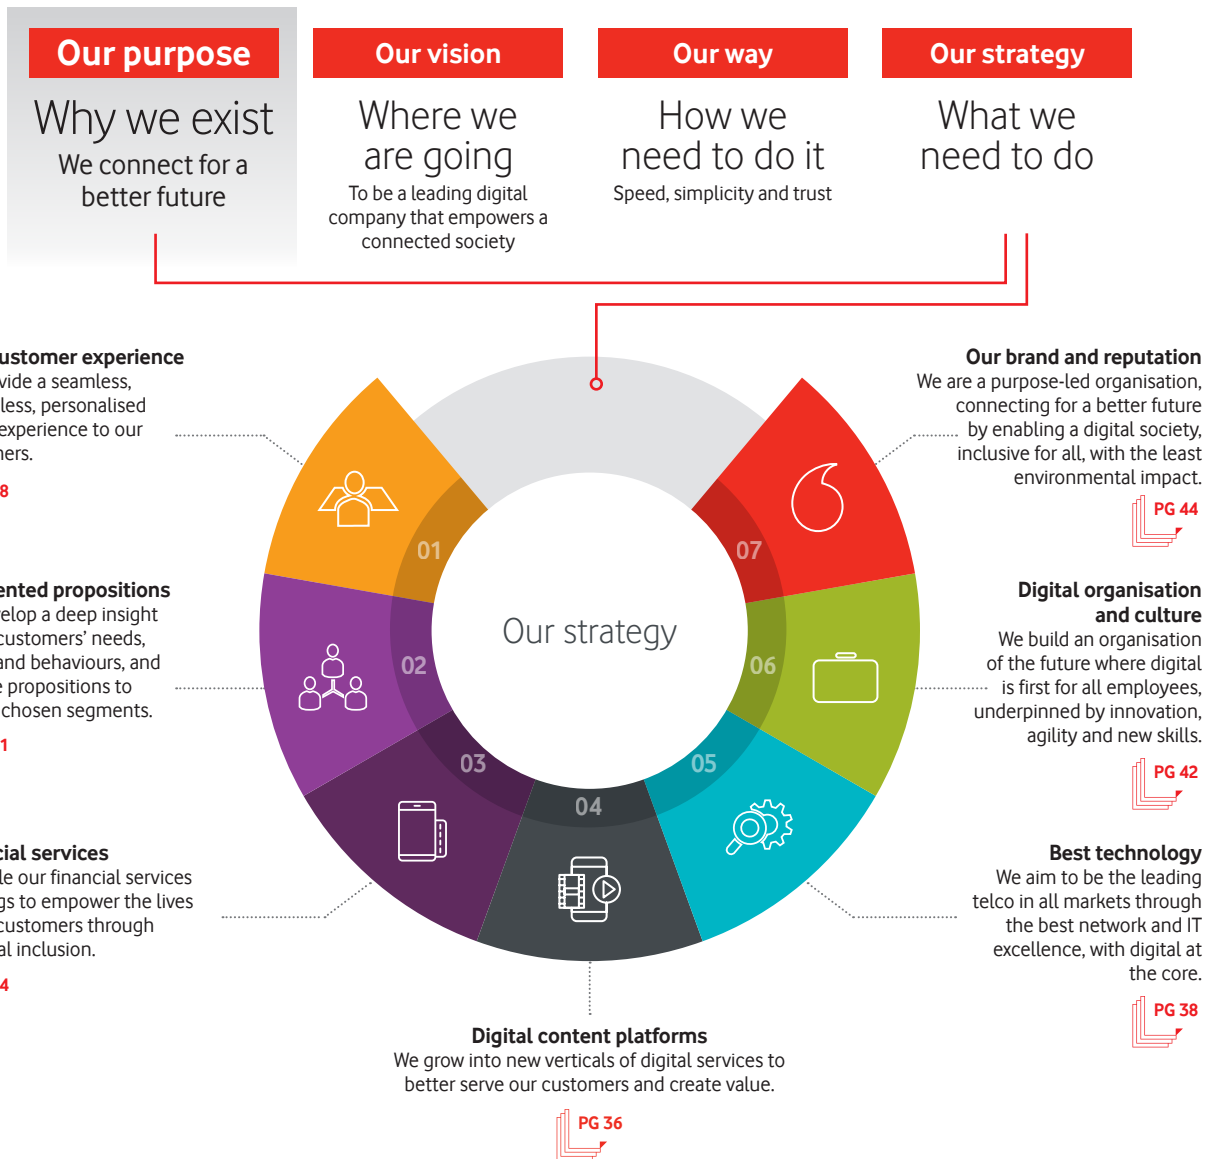 Our purpose
Why we exist
We connect for a
better future
Our vision
Where we
are going
To be a leading digital
company that empowers a
connected society
Our way
How we
need to do it
Speed, simplicity and trust
Our strategy
What we
need to do
ustomer experience
vide a seamless,
less, personalised
experience to our
ners.
8
ented propositions
elop a deep insight
customers’ needs,
and behaviours, and
e propositions to
chosen segments.
1
cial services
le our financial services
gs to empower the lives
customers through
al inclusion.
4
Our strategy
01
02
03
04
05
06
07
Digital content platforms
We grow into new verticals of digital services to
better serve our customers and create value.
PG 36
Our brand and reputation
We are a purpose-led organisation,
connecting for a better future
by enabling a digital society,
inclusive for all, with the least
environmental impact.
PG 44
Digital organisation
and culture
We build an organisation
of the future where digital
is first for all employees,
underpinned by innovation,
agility and new skills.
PG 42
Best technology
We aim to be the leading
telco in all markets through
the best network and IT
excellence, with digital at
the core.
PG 38